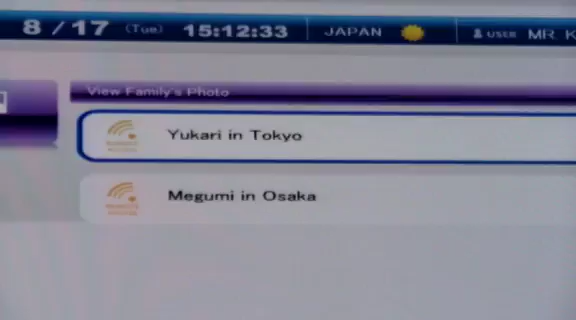 8 / 17 (Tue) 15:12:33 JAPAN USER MR. K
View Family's Photo
Yukari in Tokyo
Megumi in Osaka